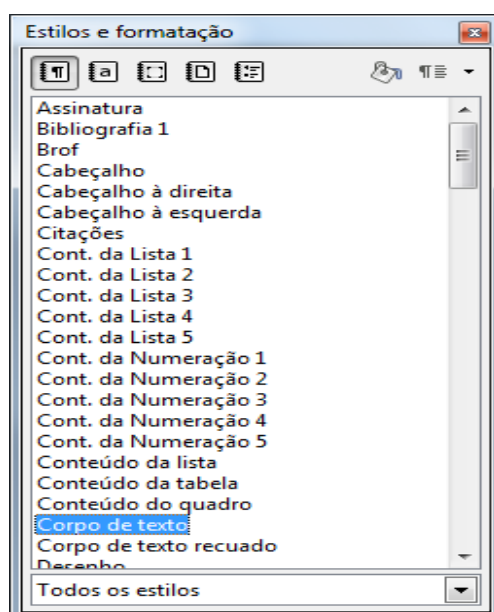 Estilos e formatação
Assinatura
Bibliografia 1
Brof
Cabeçalho
Cabeçalho à direita
Cabeçalho à esquerda
Citações
Cont. da Lista 1
Cont. da Lista 2
Cont. da Lista 3
Cont. da Lista 4
Cont. da Lista 5
Cont. da Numeração 1
Cont. da Numeração 2
Cont. da Numeração 3
Cont. da Numeração 4
Cont. da Numeração 5
Conteúdo da lista
Conteúdo da tabela
Conteúdo do quadro
Corpo de texto
Corpo de texto recuado
Desenho
Todos os estilos